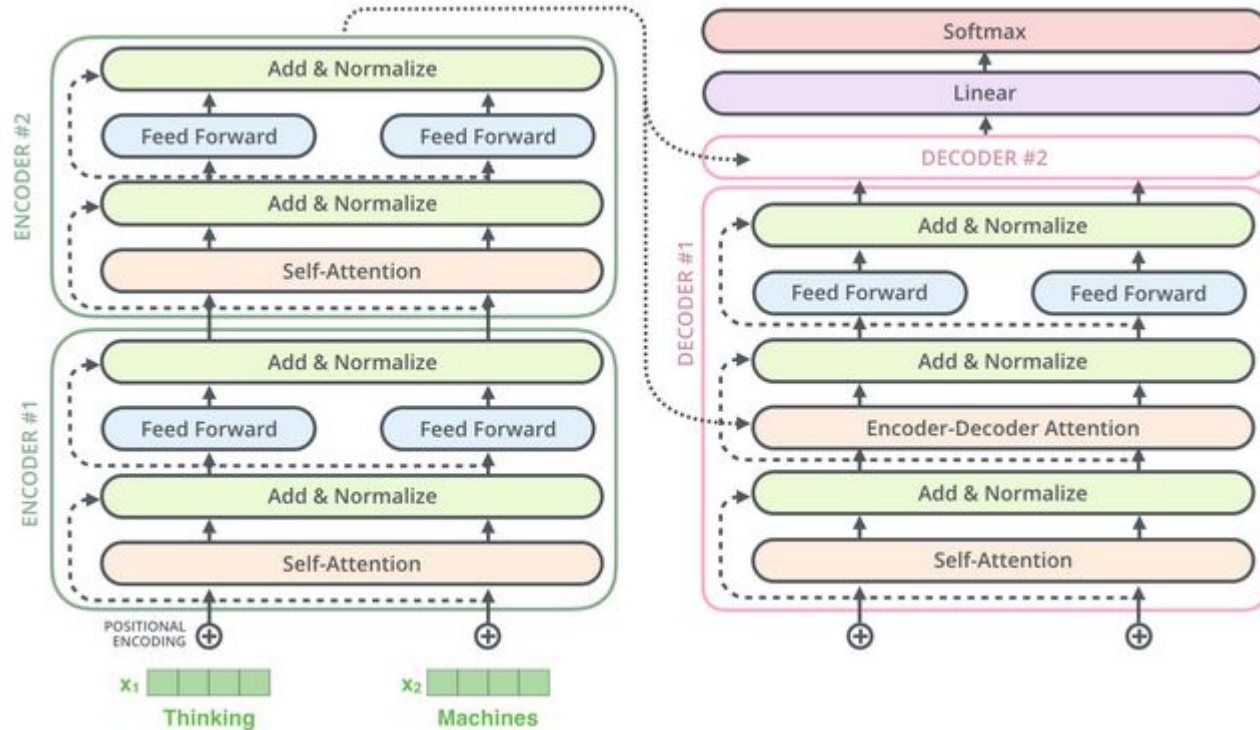 ENCODER #2
Add & Normalize
Feed Forward
Feed Forward
Add & Normalize
Self-Attention
ENCODER #1
Add & Normalize
Feed Forward
Feed Forward
Add & Normalize
Self-Attention
POSITIONAL
ENCODING
x₁
x₂
Thinking
Machines
Softmax
Linear
DECODER #2
DECODER #1
Add & Normalize
Feed Forward
Feed Forward
Add & Normalize
Encoder-Decoder Attention
Add & Normalize
Self-Attention